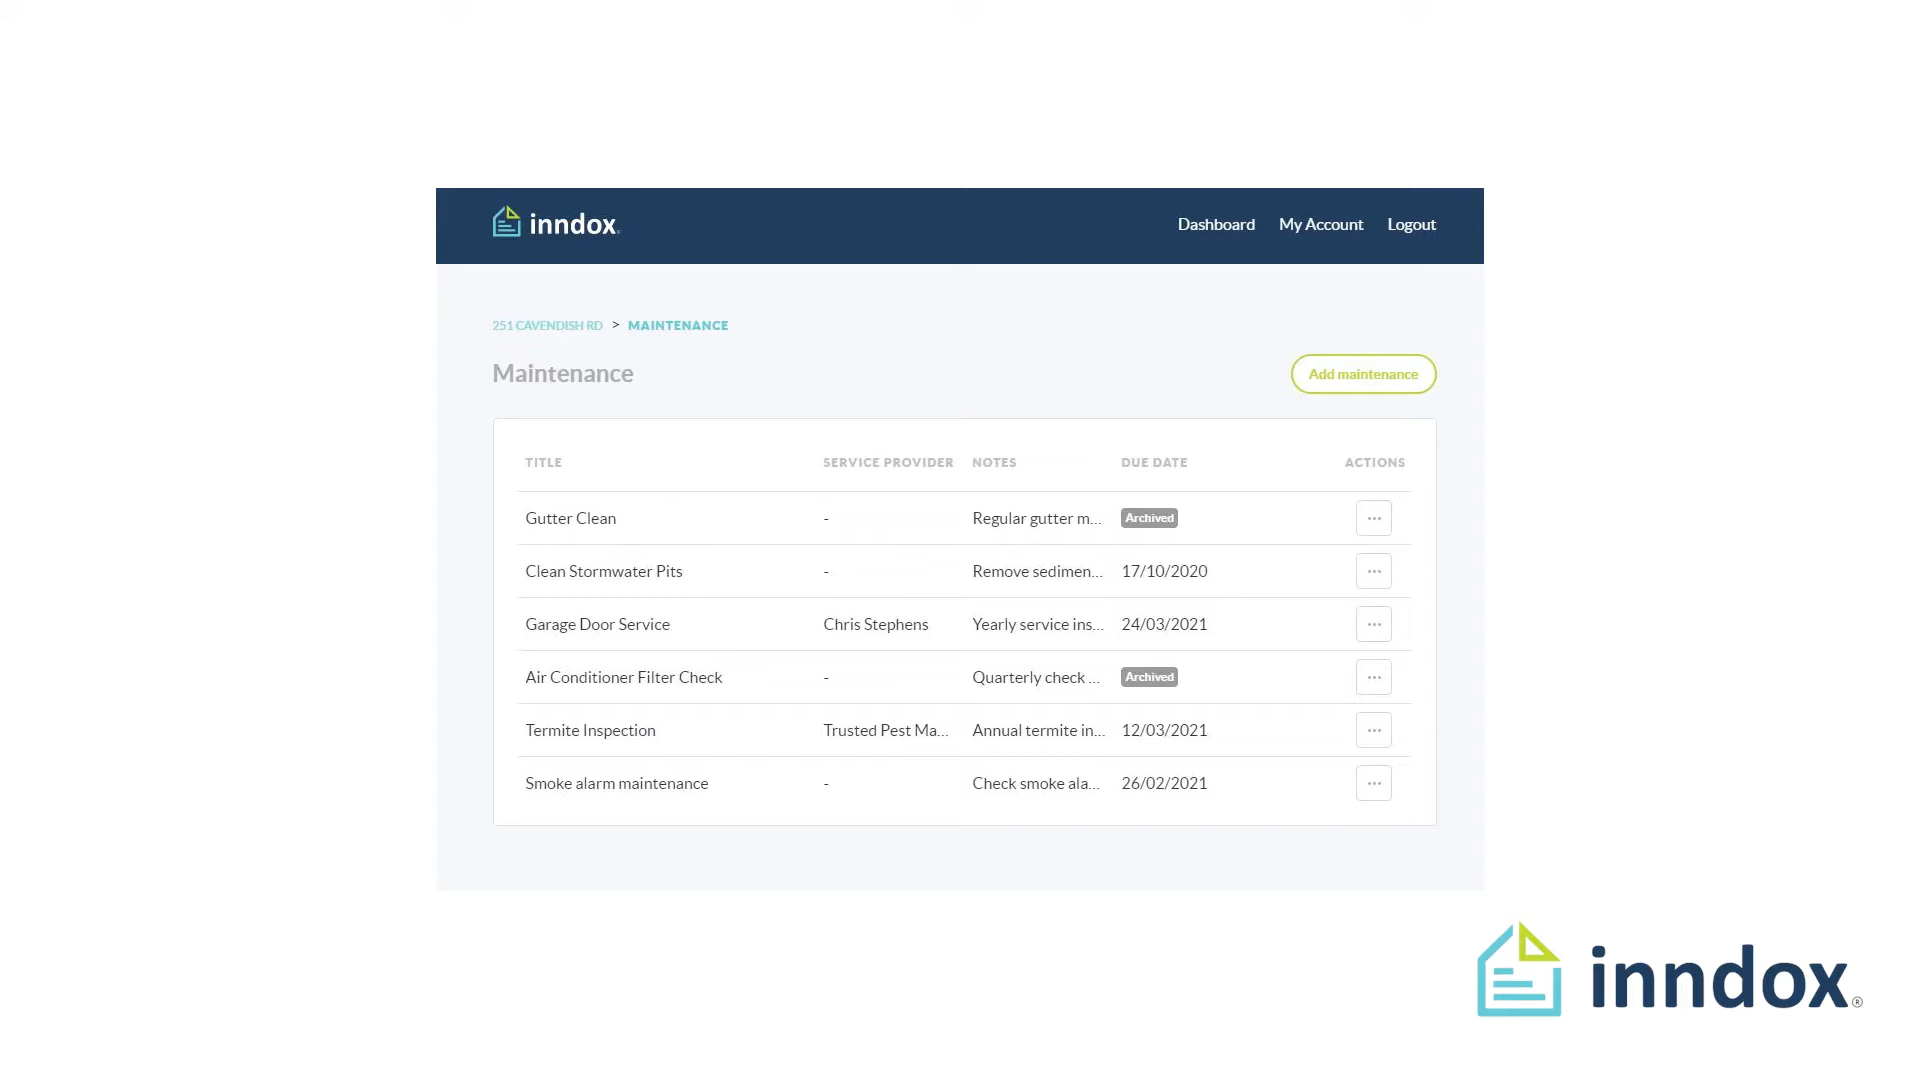 inndox.
Dashboard My Account Logout
251 CAVENDISH RD > MAINTENANCE
Maintenance
Add maintenance
TITLE SERVICE PROVIDER NOTES DUE DATE ACTIONS
Gutter Clean - Regular gutter m... Archived ...
Clean Stormwater Pits - Remove sedimen... 17/10/2020 ...
Garage Door Service Chris Stephens Yearly service ins... 24/03/2021 ...
Air Conditioner Filter Check - Quarterly check ... Archived ...
Termite Inspection Trusted Pest Ma... Annual termite in... 12/03/2021 ...
Smoke alarm maintenance - Check smoke ala... 26/02/2021 ...
inndox.®